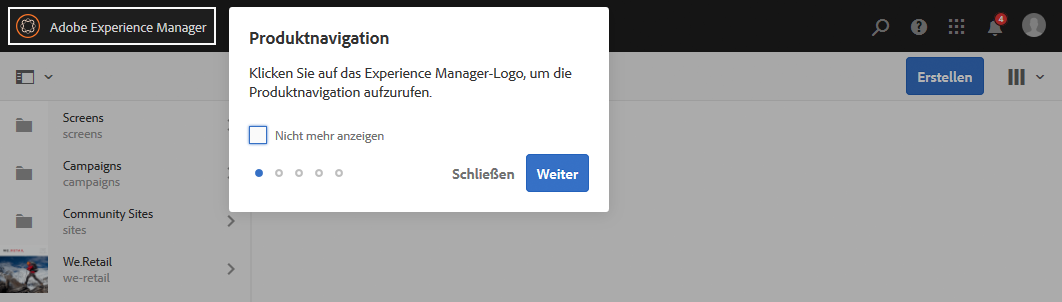 Adobe Experience Manager
4
Produktnavigation
Klicken Sie auf das Experience Manager-Logo, um die
Produktnavigation aufzurufen.
Nicht mehr anzeigen
Schließen
Weiter
Erstellen
Screens
screens
Campaigns
campaigns
Community Sites
sites
We.Retail
we-retail